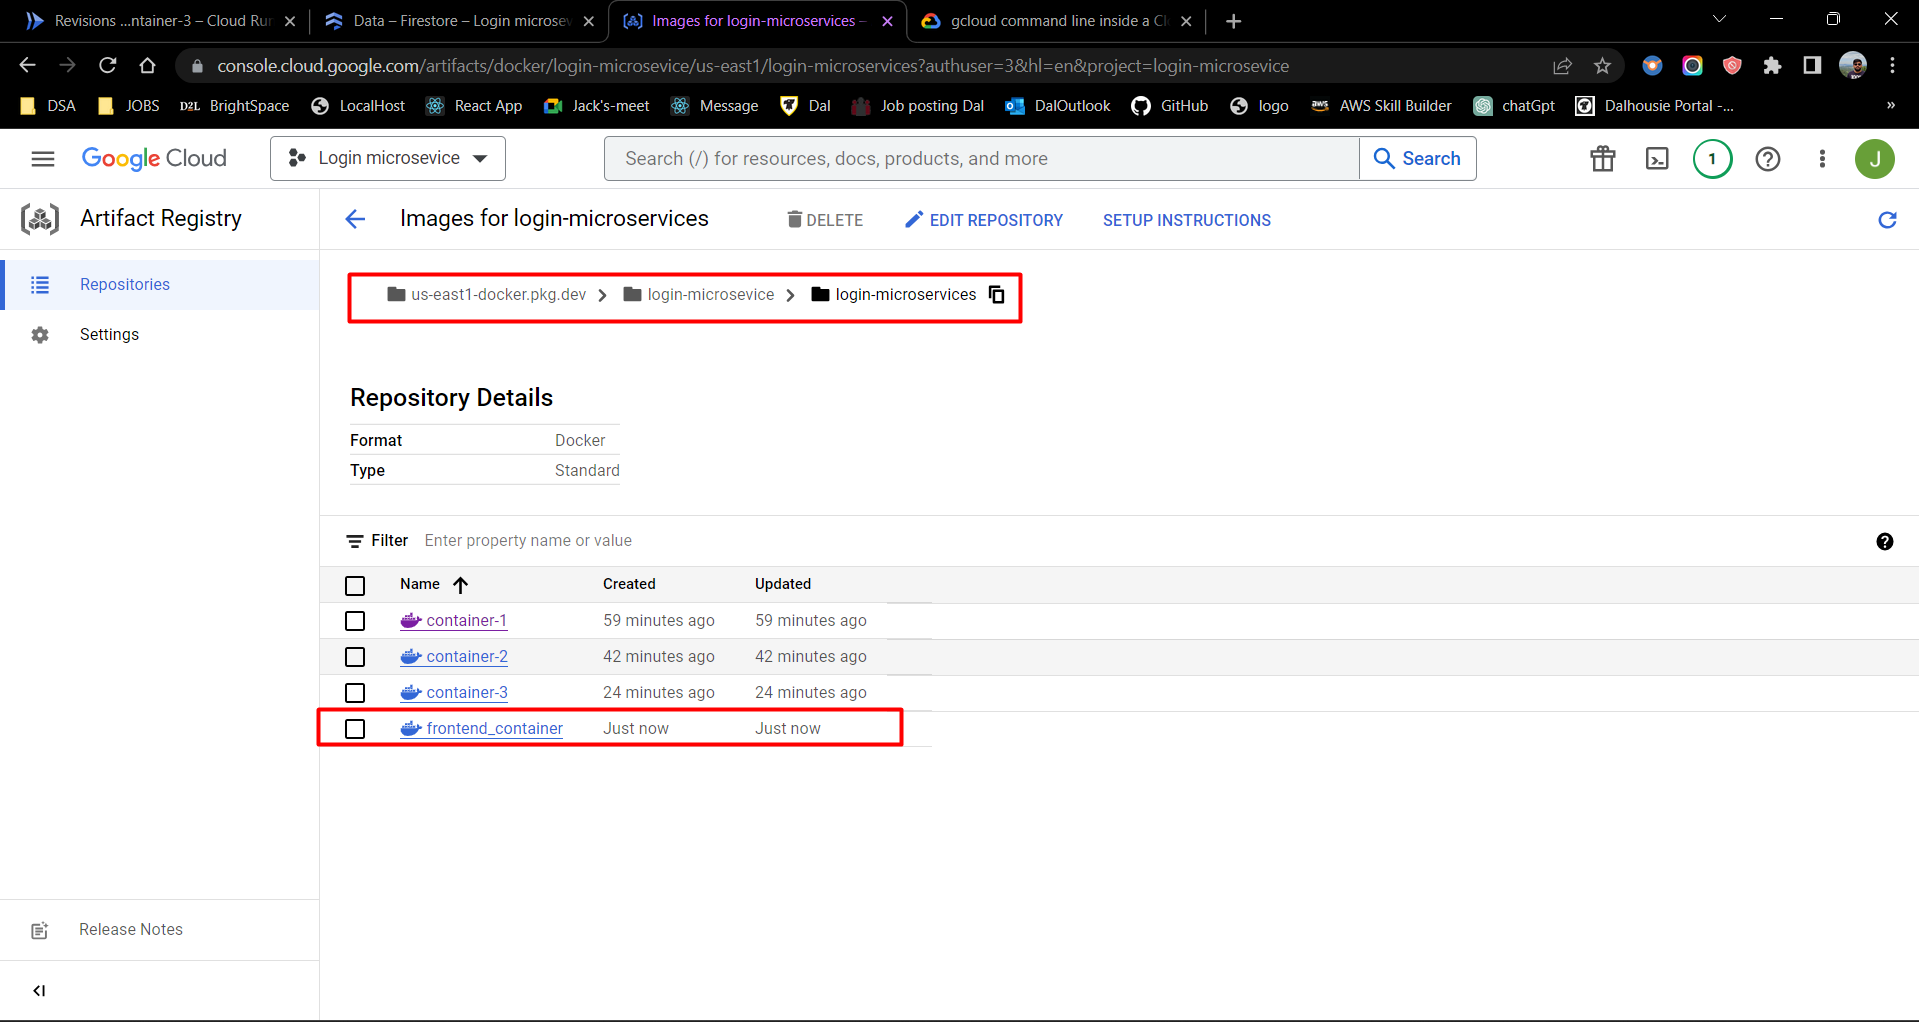 Revisions ...ntainer-3 – Cloud Run
Data – Firestore – Login microsev
Images for login-microservices –
gcloud command line inside a Cl
console.cloud.google.com/artifacts/docker/login-microsevice/us-east1/login-microservices?authuser=3&hl=en&project=login-microsevice
DSA JOBS D2L BrightSpace LocalHost React App Jack's-meet Message Dal Job posting Dal DalOutlook GitHub logo aws AWS Skill Builder chatGpt Dalhousie Portal -... »
Google Cloud Login microsevice Search (/) for resources, docs, products, and more Search 1 J
Artifact Registry
Images for login-microservices DELETE EDIT REPOSITORY SETUP INSTRUCTIONS
Repositories
Settings
us-east1-docker.pkg.dev > login-microsevice > login-microservices
Repository Details
Format Docker
Type Standard
Filter Enter property name or value
Name Created Updated
container-1 59 minutes ago 59 minutes ago
container-2 42 minutes ago 42 minutes ago
container-3 24 minutes ago 24 minutes ago
frontend_container Just now Just now
Release Notes